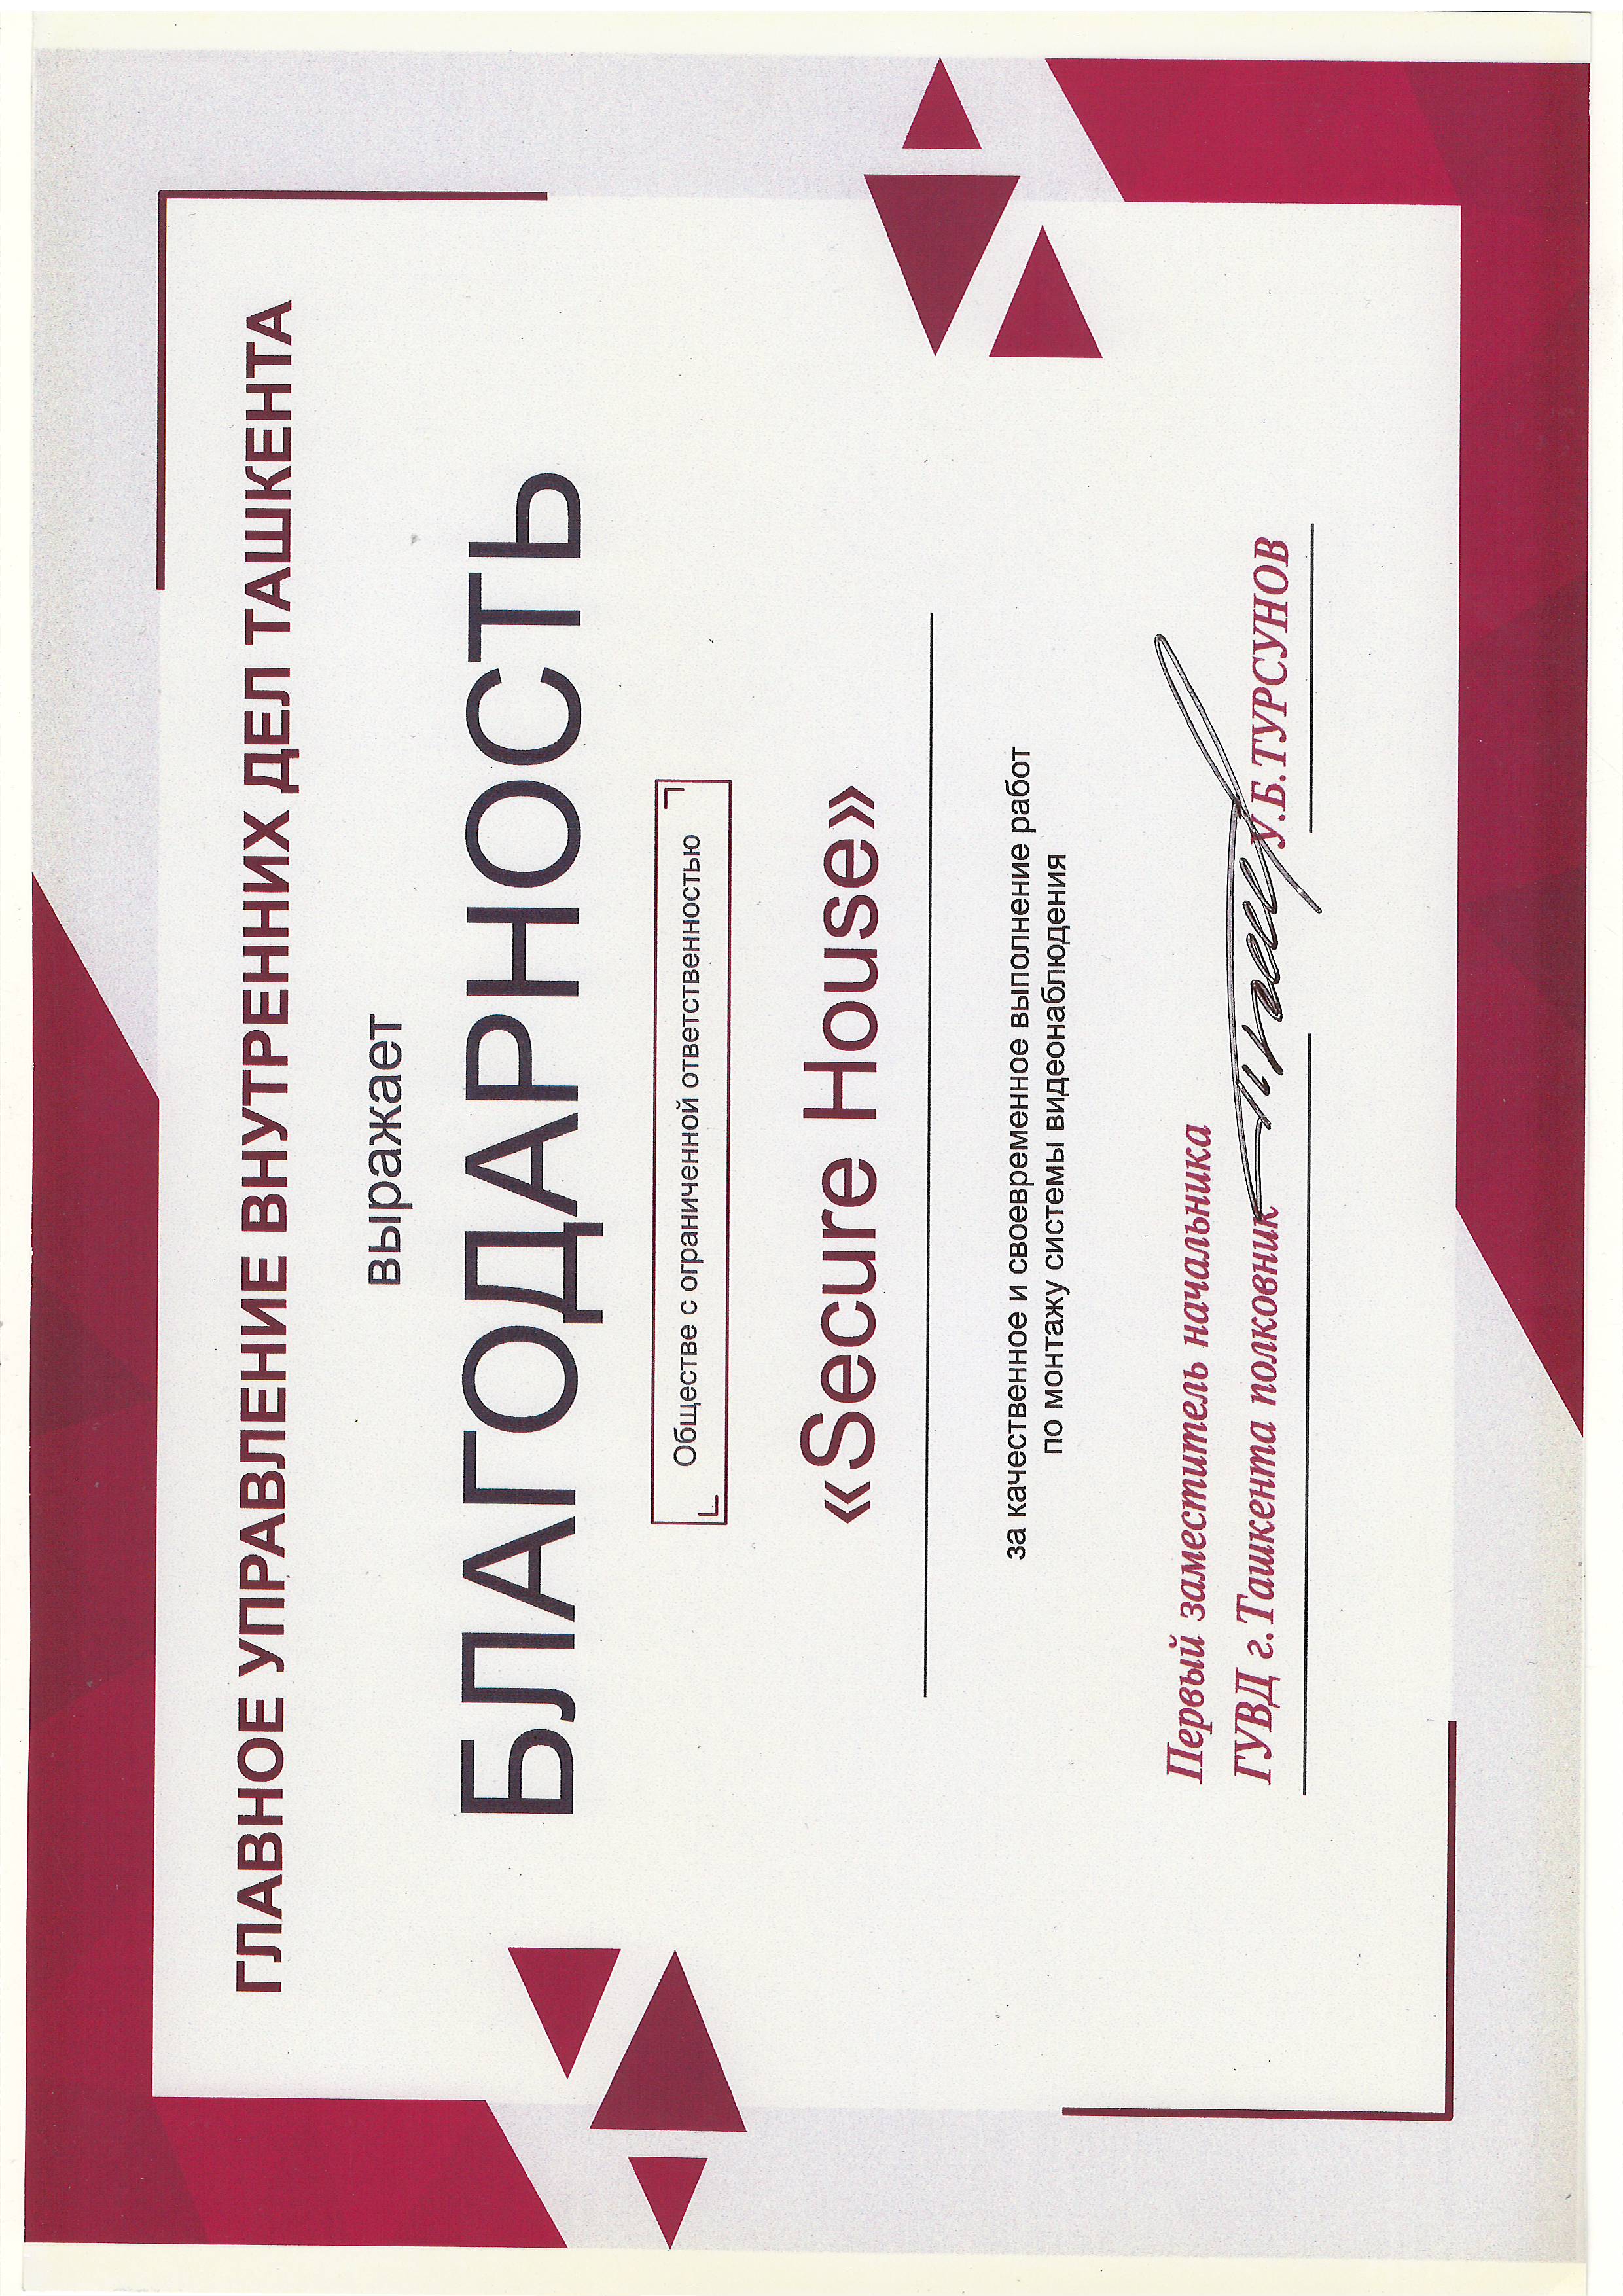 ГЛАВНОЕ УПРАВЛЕНИЕ ВНУТРЕННИХ ДЕЛ ТАШКЕНТА
выражает
БЛАГОДАРНОСТЬ
Обществе с ограниченной ответственностью
«Secure House»
за качественное и своевременное выполнение работ
по монтажу системы видеонаблюдения
Первый заместитель начальника
ГУВД г.Ташкента полковник У.Б.ТУРСУНОВ